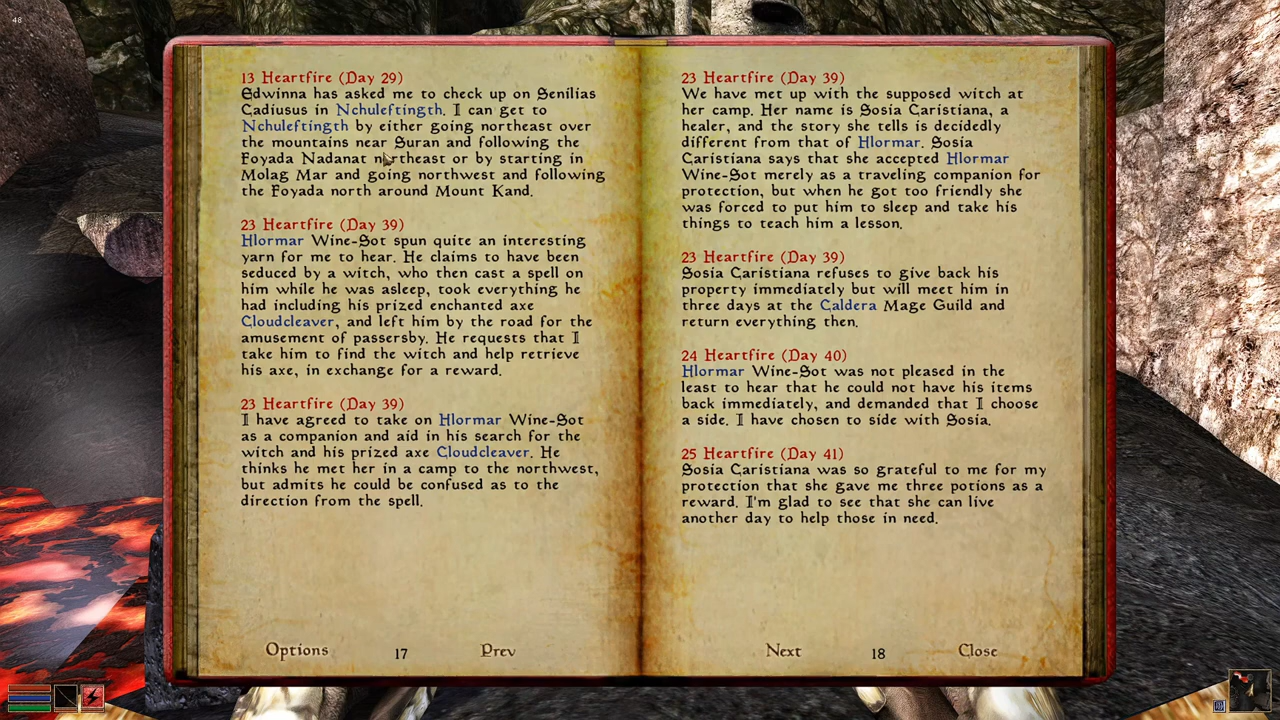 48
13 Heartfire (Day 29)
Edwinna has asked me to check up on Senilias
Cadiusus in Nchuleftingth. I can get to
Nchuleftingth by either going northeast over
the mountains near Suran and following the
Foyada Nadanat northeast or by starting in
Molag Mar and going northwest and following
the Foyada north around Mount Kand.
23 Heartfire (Day 39)
Hlormar Wine-Sot spun quite an interesting
yarn for me to hear. He claims to have been
seduced by a witch, who then cast a spell on
him while he was asleep, took everything he
had including his prized enchanted axe
Cloudcleaver, and left him by the road for the
amusement of passersby. He requests that I
take him to find the witch and help retrieve
his axe, in exchange for a reward.
23 Heartfire (Day 39)
I have agreed to take on Hlormar Wine-Sot
as a companion and aid in his search for the
witch and his prized axe Cloudcleaver. He
thinks he met her in a camp to the northwest,
but admits he could be confused as to the
direction from the spell.
Options
17
Prev
23 Heartfire (Day 39)
We have met up with the supposed witch at
her camp. Her name is Sosia Caristiana, a
healer, and the story she tells is decidedly
different from that of Hlormar. Sosia
Caristiana says that she accepted Hlormar
Wine-Sot merely as a traveling companion for
protection, but when he got too friendly she
was forced to put him to sleep and take his
things to teach him a lesson.
23 Heartfire (Day 39)
Sosia Caristiana refuses to give back his
property immediately but will meet him in
three days at the Caldera Mage Guild and
return everything then.
24 Heartfire (Day 40)
Hlormar Wine-Sot was not pleased in the
least to hear that he could not have his items
back immediately, and demanded that I choose
a side. I have chosen to side with Sosia.
25 Heartfire (Day 41)
Sosia Caristiana was so grateful to me for my
protection that she gave me three potions as a
reward. I'm glad to see that she can live
another day to help those in need.
Next
18
Close